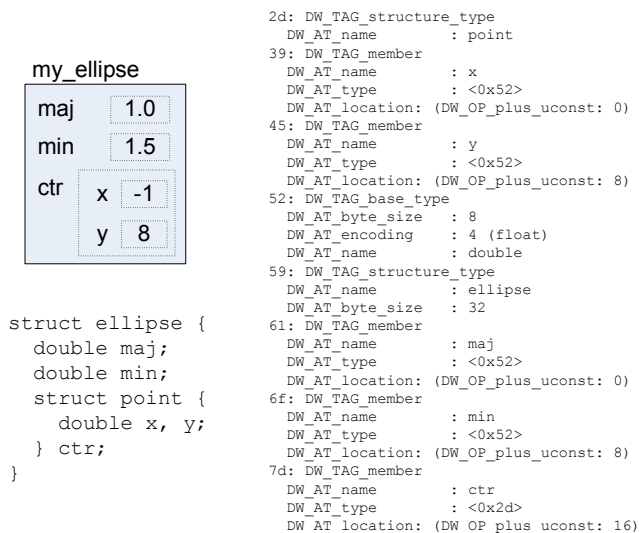 my_ellipse
maj 1.0
min 1.5
ctr
x -1
y 8
struct ellipse {
  double maj;
  double min;
  struct point {
    double x, y;
  } ctr;
}
2d: DW_TAG_structure_type
  DW_AT_name : point
39: DW_TAG_member
  DW_AT_name : x
  DW_AT_type : <0x52>
  DW_AT_location: (DW_OP_plus_uconst: 0)
45: DW_TAG_member
  DW_AT_name : y
  DW_AT_type : <0x52>
  DW_AT_location: (DW_OP_plus_uconst: 8)
52: DW_TAG_base_type
  DW_AT_byte_size : 8
  DW_AT_encoding : 4 (float)
  DW_AT_name : double
59: DW_TAG_structure_type
  DW_AT_name : ellipse
  DW_AT_byte_size : 32
61: DW_TAG_member
  DW_AT_name : maj
  DW_AT_type : <0x52>
  DW_AT_location: (DW_OP_plus_uconst: 0)
6f: DW_TAG_member
  DW_AT_name : min
  DW_AT_type : <0x52>
  DW_AT_location: (DW_OP_plus_uconst: 8)
7d: DW_TAG_member
  DW_AT_name : ctr
  DW_AT_type : <0x2d>
  DW_AT_location: (DW_OP_plus_uconst: 16)